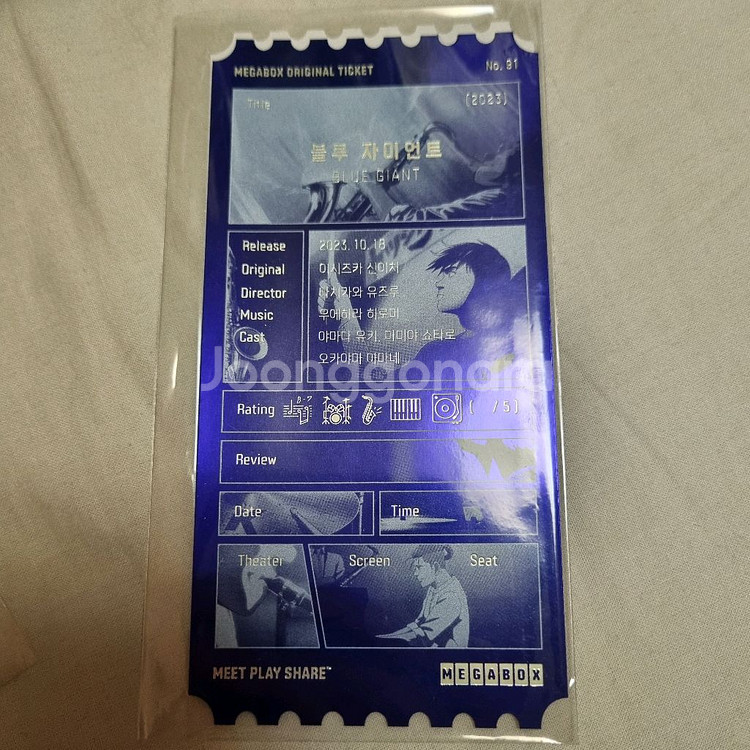 MEGABOX ORIGINAL TICKET
No. 91
Title
(2023)
블루 자이언트
BLUE GIANT
Release 2023. 10. 18
Original 이시즈카 신이치
Director 타치카와 유즈루
Music 우에하라 히로미
Cast 야마다 유키, 마미야 쇼타로
오카야마 아마네
Joonggonara
Rating ( /5)
Review
Date
Time
Theater
Screen
Seat
MEET PLAY SHARE™
MEGABOX